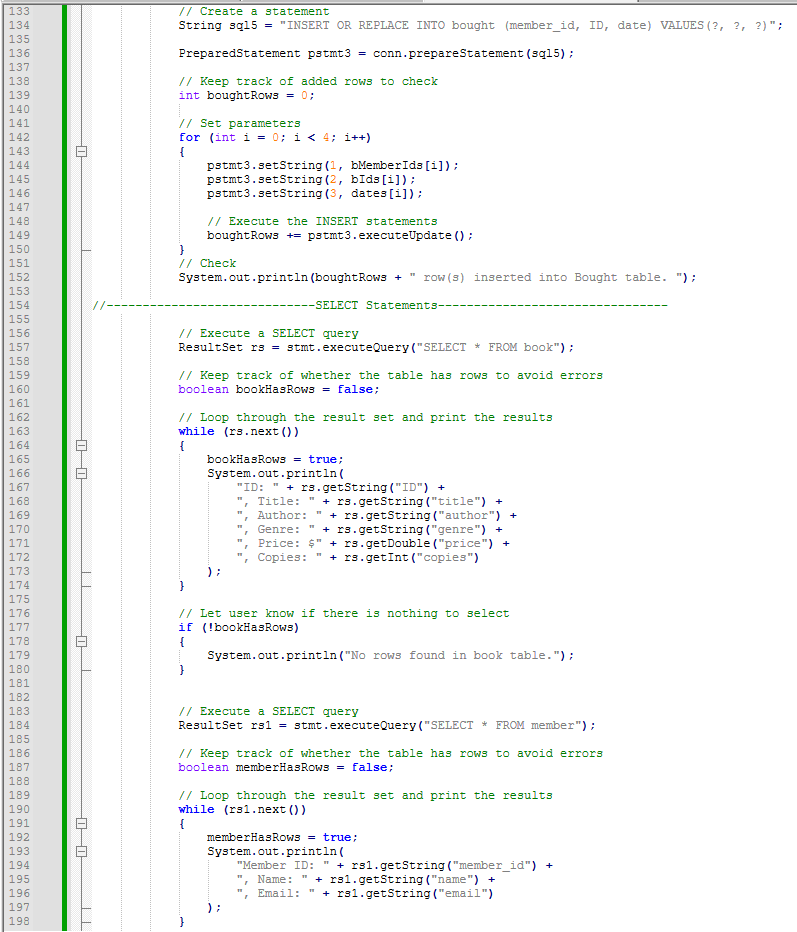 133 // Create a statement
134 String sql5 = "INSERT OR REPLACE INTO bought (member_id, ID, date) VALUES(?, ?, ?)";
135
136 PreparedStatement pstmt3 = conn.prepareStatement(sql5);
137
138 // Keep track of added rows to check
139 int boughtRows = 0;
140
141 // Set parameters
142 for (int i = 0; i < 4; i++)
143 {
144 pstmt3.setString(1, bMemberIds[i]);
145 pstmt3.setString(2, bIds[i]);
146 pstmt3.setString(3, dates[i]);
147
148 // Execute the INSERT statements
149 boughtRows += pstmt3.executeUpdate();
150 }
151 // Check
152 System.out.println(boughtRows + " row(s) inserted into Bought table. ");
153
154 //-----------------------------SELECT Statements--------------------------------
155
156 // Execute a SELECT query
157 ResultSet rs = stmt.executeQuery("SELECT * FROM book");
158
159 // Keep track of whether the table has rows to avoid errors
160 boolean bookHasRows = false;
161
162 // Loop through the result set and print the results
163 while (rs.next())
164 {
165 bookHasRows = true;
166 System.out.println(
167 "ID: " + rs.getString("ID") +
168 ", Title: " + rs.getString("title") +
169 ", Author: " + rs.getString("author") +
170 ", Genre: " + rs.getString("genre") +
171 ", Price: $" + rs.getDouble("price") +
172 ", Copies: " + rs.getInt("copies")
173 );
174 }
175
176 // Let user know if there is nothing to select
177 if (!bookHasRows)
178 {
179 System.out.println("No rows found in book table.");
180 }
181
182
183 // Execute a SELECT query
184 ResultSet rs1 = stmt.executeQuery("SELECT * FROM member");
185
186 // Keep track of whether the table has rows to avoid errors
187 boolean memberHasRows = false;
188
189 // Loop through the result set and print the results
190 while (rs1.next())
191 {
192 memberHasRows = true;
193 System.out.println(
194 "Member ID: " + rs1.getString("member_id") +
195 ", Name: " + rs1.getString("name") +
196 ", Email: " + rs1.getString("email")
197 );
198 }